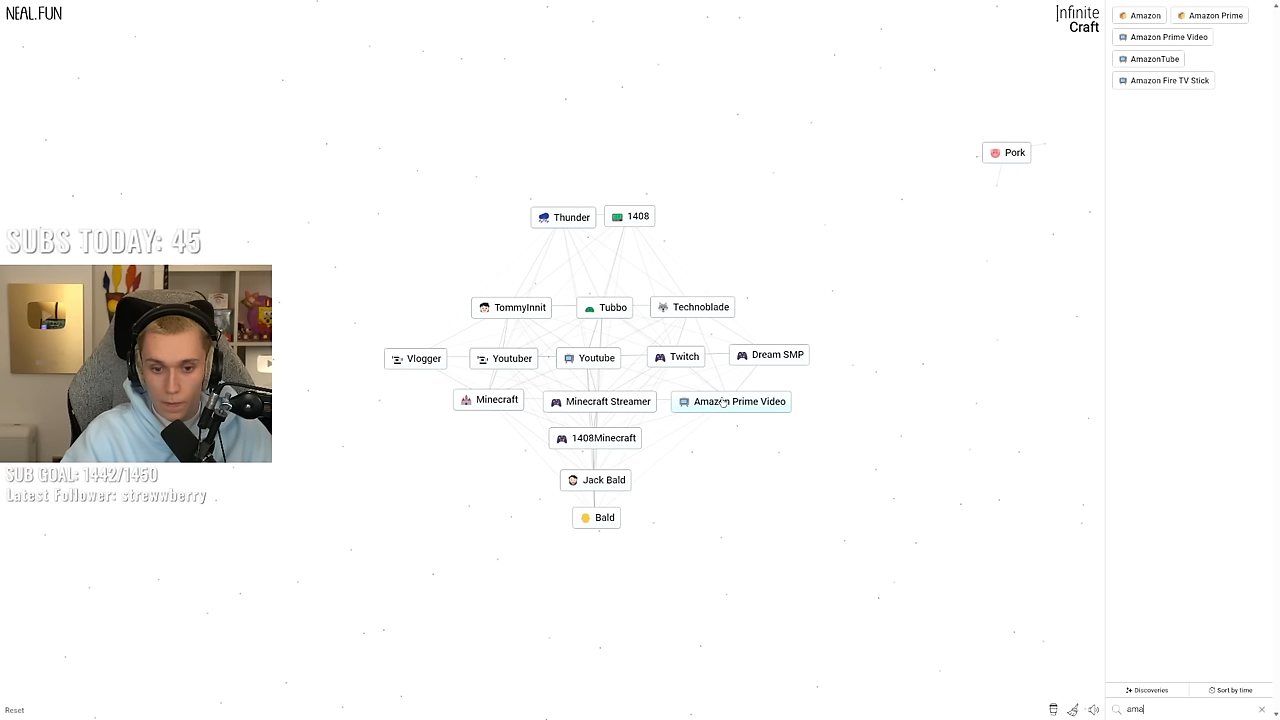 NEAL.FUN
Infinite
Craft
Amazon
Amazon Prime
Amazon Prime Video
AmazonTube
Amazon Fire TV Stick
Pork
Thunder
1408
SUBS TODAY: 45
TommyInnit
Tubbo
Technoblade
Vlogger
Youtuber
Youtube
Twitch
Dream SMP
Minecraft
Minecraft Streamer
Amazon Prime Video
1408Minecraft
SUB GOAL: 1442/1450
Jack Bald
Latest Follower: strewwberry
Bald
Discoveries
Sort by time
Reset
ama